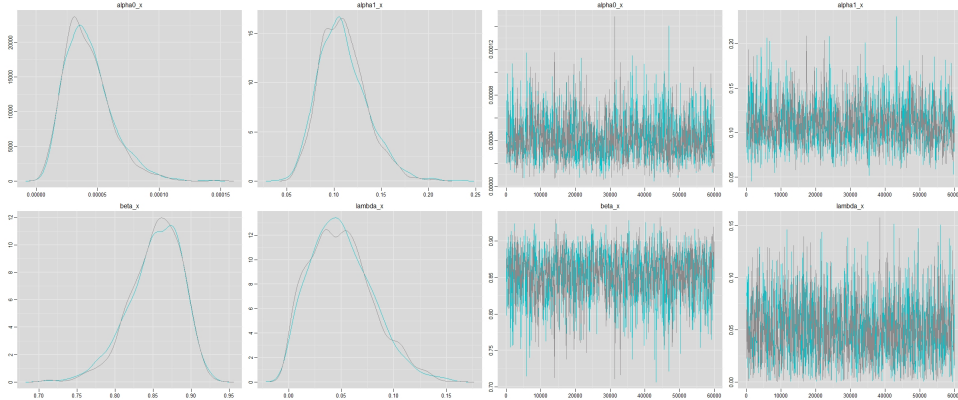 alpha0_x
alpha1_x
alpha0_x
alpha1_x
0 5000 10000 15000 20000
0.00000 0.00005 0.00010 0.00015
0 5 10 15
0.05 0.10 0.15 0.20 0.25
0.00000 0.00004 0.00008 0.00012
0 10000 20000 30000 40000 50000 60000
0.05 0.10 0.15 0.20
0 10000 20000 30000 40000 50000 60000
beta_x
lambda_x
beta_x
lambda_x
0 2 4 6 8 10 12
0.70 0.75 0.80 0.85 0.90 0.95
0 2 4 6 8 10 12
0.00 0.05 0.10 0.15
0.70 0.75 0.80 0.85 0.90
0 10000 20000 30000 40000 50000 60000
0.00 0.05 0.10 0.15
0 10000 20000 30000 40000 50000 60000